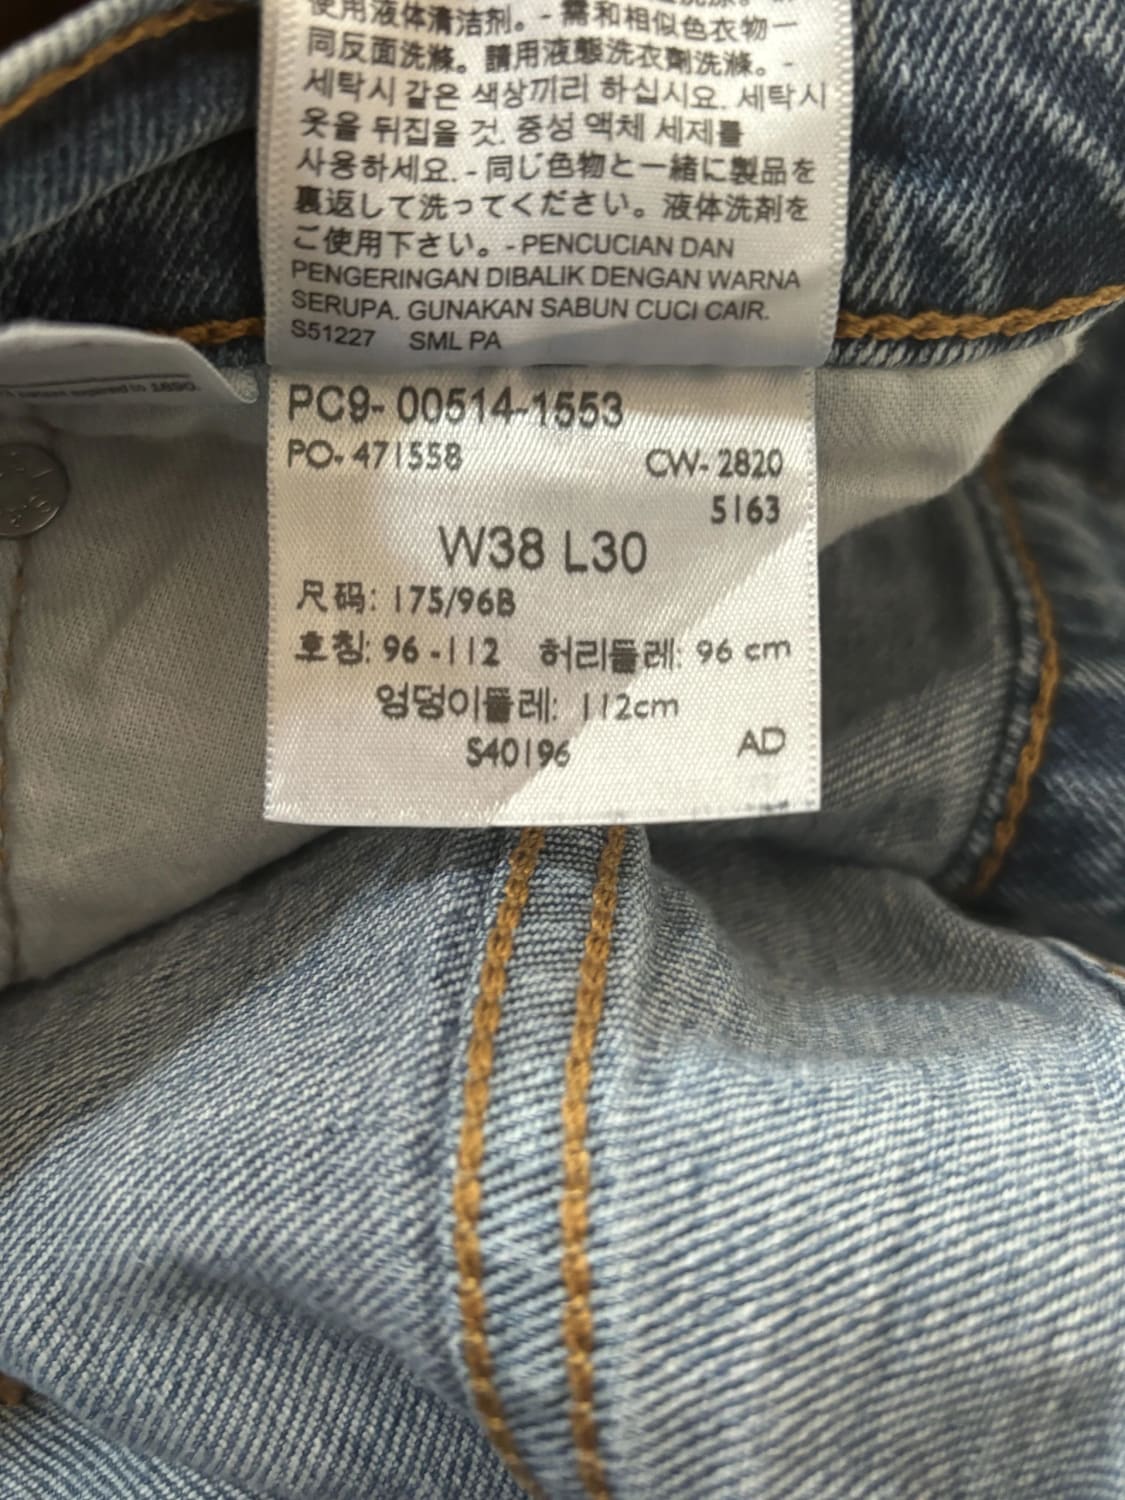 使用液体清洁剂。- 需和相似色衣物一
同反面洗滌。請用液態洗衣劑洗滌。-
세탁시 같은 색상끼리 하십시요. 세탁시
옷을 뒤집을 것. 중성 액체 세제를
사용하세요. - 同じ色物と一緒に製品を
裏返して洗ってください。液体洗剤を
ご使用下さい。- PENCUCIAN DAN
PENGERINGAN DIBALIK DENGAN WARNA
SERUPA. GUNAKAN SABUN CUCI CAIR.
S51227 SML PA
PC9- 00514-1553
PO- 471558 CW- 2820
5163
W38 L30
尺码: 175/96B
호칭: 96 -112 허리둘레: 96 cm
엉덩이둘레: 112cm
S40196 AD